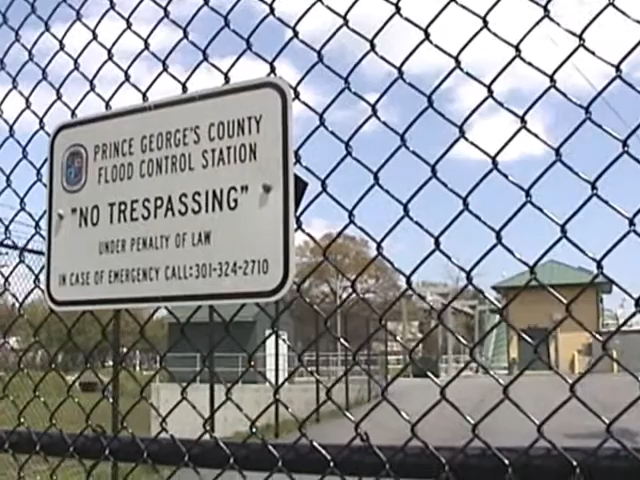 PRINCE GEORGE'S COUNTY
FLOOD CONTROL STATION
"NO TRESPASSING"
UNDER PENALTY OF LAW
IN CASE OF EMERGENCY CALL:301-324-2710